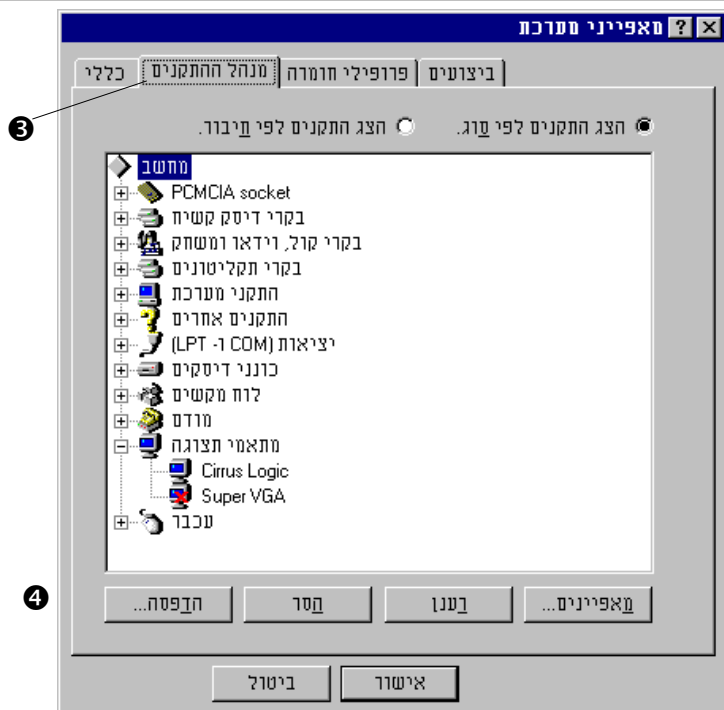 מאפייני מערכת
כללי מנהל ההתקנים פרופילי חומרה ביצועים
❸
הצג התקנים לפי סוג. הצג התקנים לפי חיבור.
מחשב
PCMCIA socket
בקרי דיסק קשיח
בקרי קול, וידאו ומשחק
בקרי תקליטונים
התקני מערכת
התקנים אחרים
יציאות (COM ו- LPT)
כונני דיסקים
לוח מקשים
מודם
מתאמי תצוגה
Cirrus Logic
Super VGA
עכבר
❹
מאפיינים... רענן הסר הדפסה...
אישור ביטול